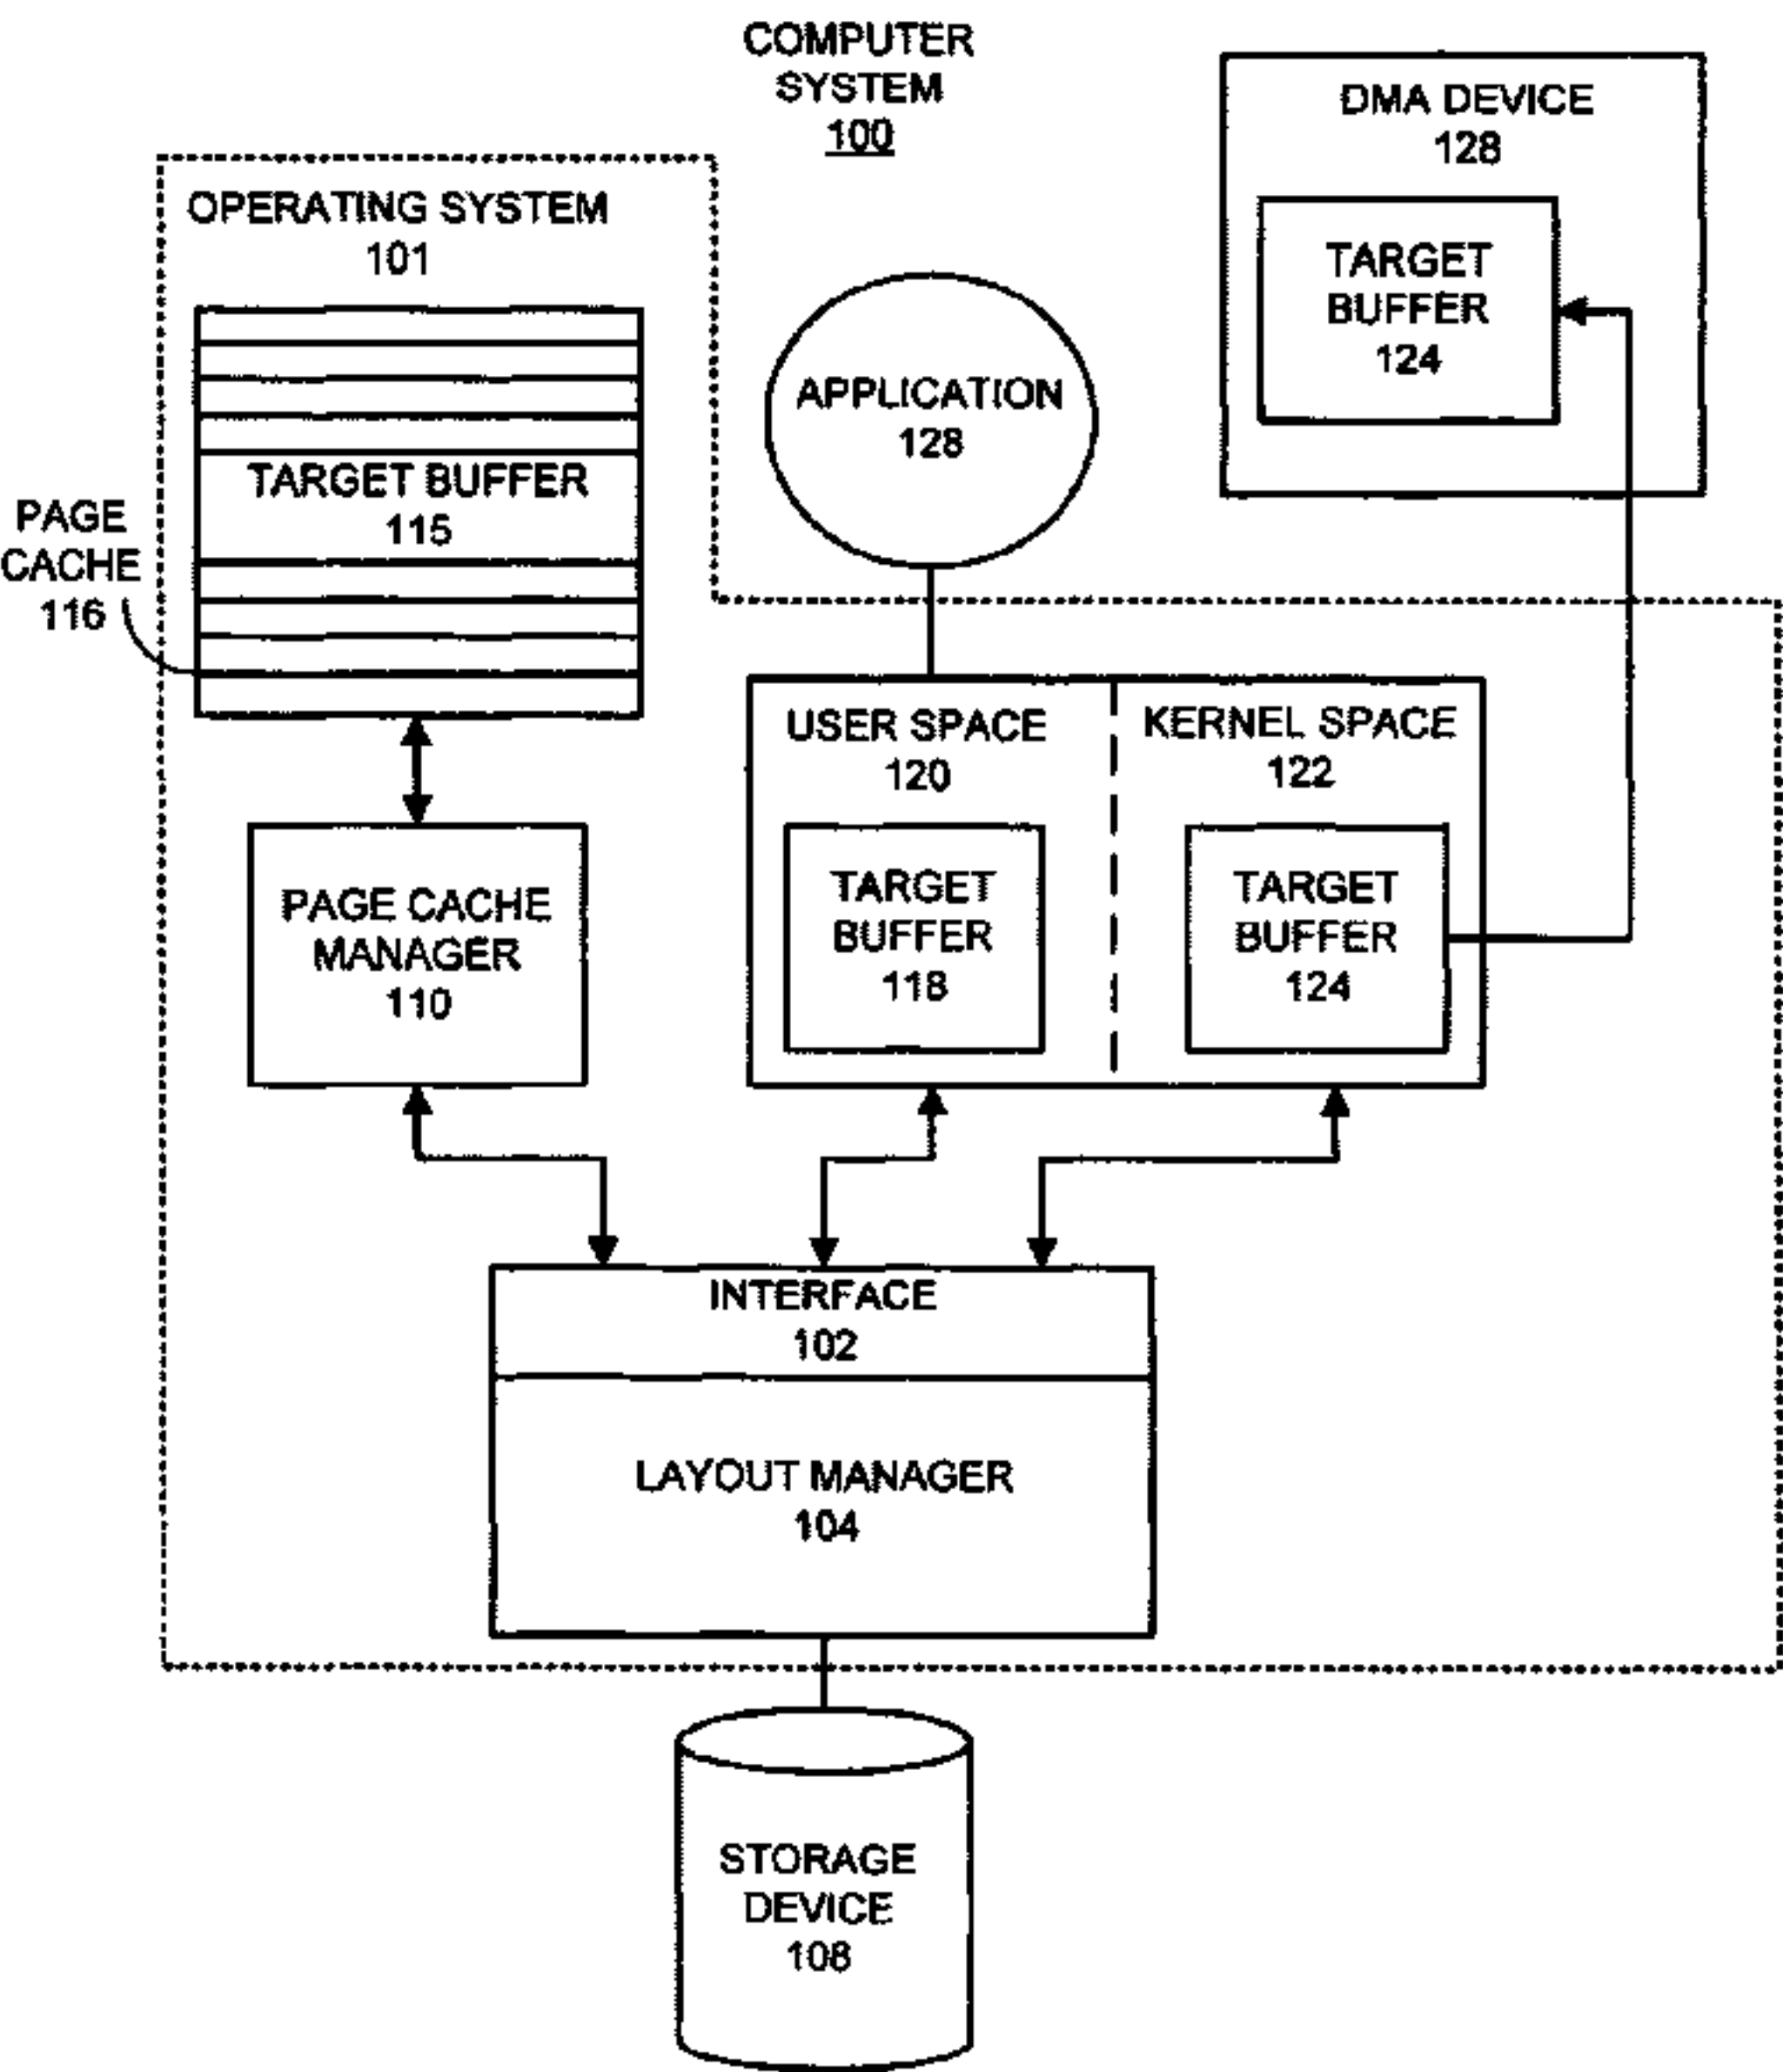 COMPUTER
SYSTEM
100
DMA DEVICE
128
TARGET
BUFFER
124
OPERATING SYSTEM
101
TARGET BUFFER
115
PAGE
CACHE
116
APPLICATION
128
USER SPACE
120
TARGET
BUFFER
118
KERNEL SPACE
122
TARGET
BUFFER
124
PAGE CACHE
MANAGER
110
INTERFACE
102
LAYOUT MANAGER
104
STORAGE
DEVICE
108